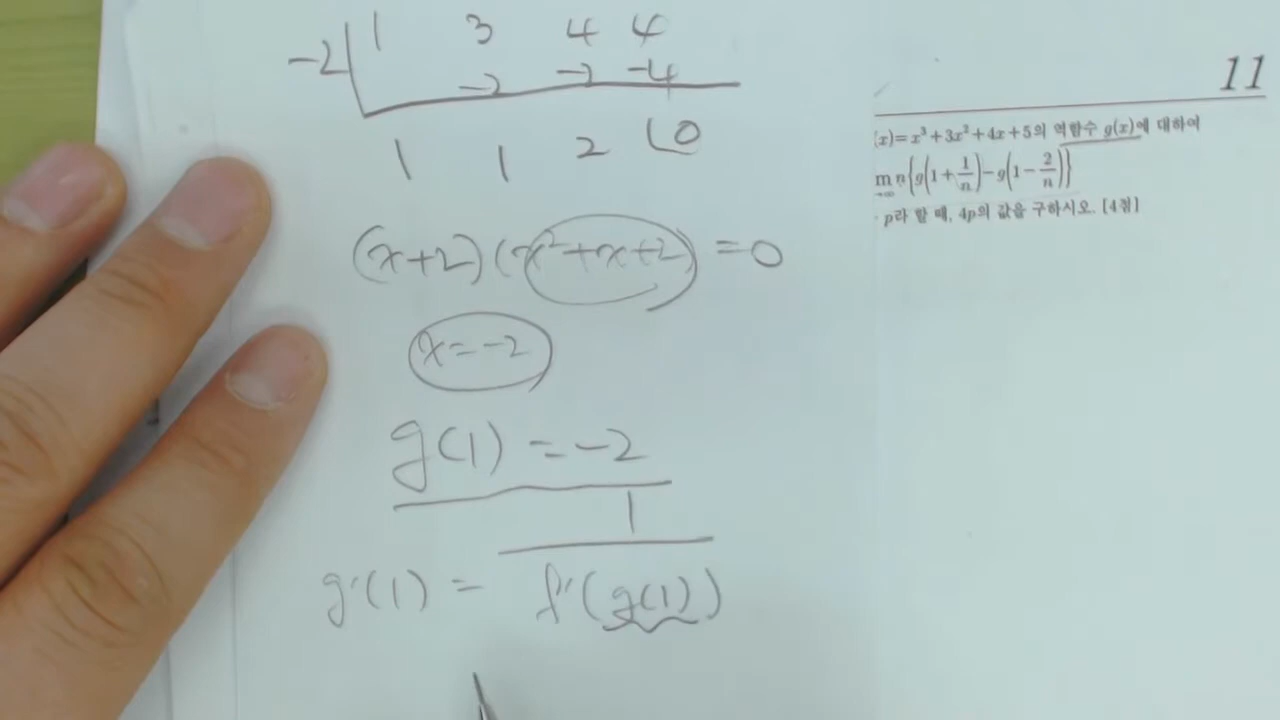 -2 1 3 4 4
-2 -2 -4
1 1 2 0
(x+2)(x²+x+2)=0
x=-2
g(1)=-2
1
g'(1)= f'(g(1))
11
(x)=x³+3x²+4x+5의 역함수 g(x)에 대하여
m n{g(1+1/n)-g(1-2/n)}
p라 할 때, 4p의 값을 구하시오. [4점]